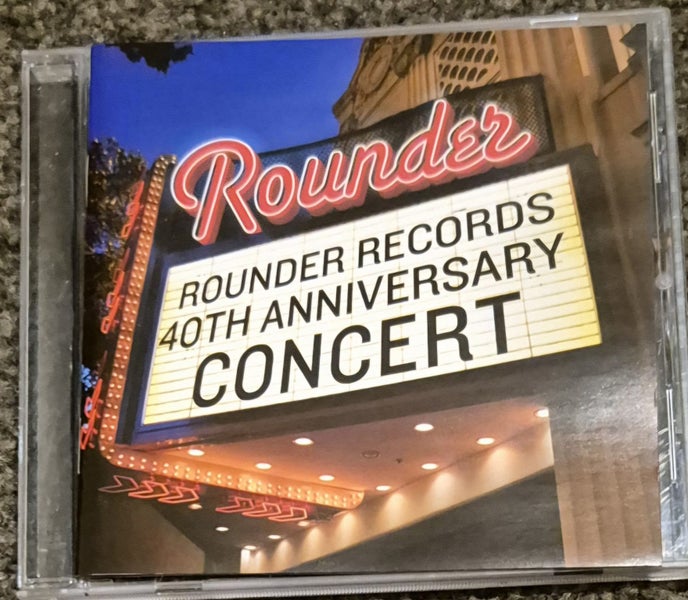 Rounder
ROUNDER RECORDS
40TH ANNIVERSARY
CONCERT